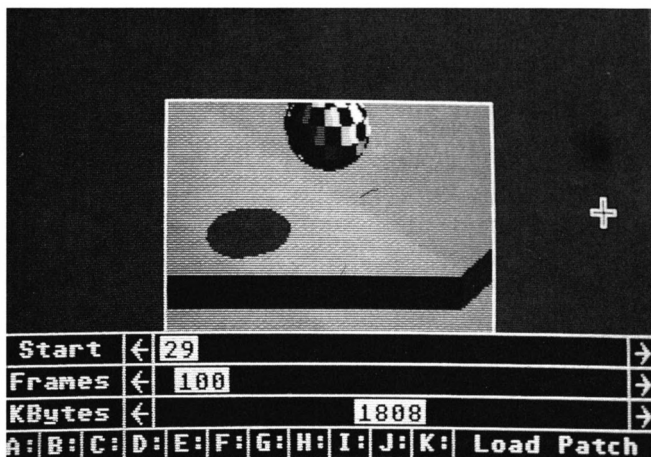 Start ← 29 →
Frames ← 100 →
KBytes ← 1808 →
A: B: C: D: E: F: G: H: I: J: K: Load Patch